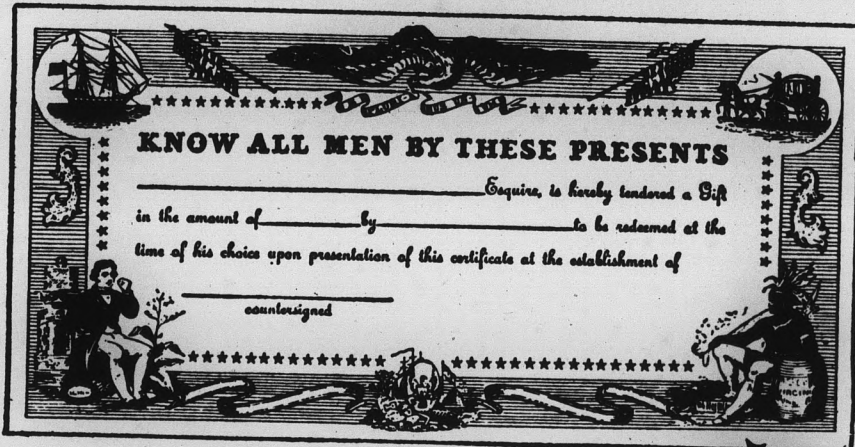 KNOW ALL MEN BY THESE PRESENTS
Esquire, is hereby tendered a Gift
in the amount of by to be redeemed at the
time of his choice upon presentation of this certificate at the establishment of
countersigned